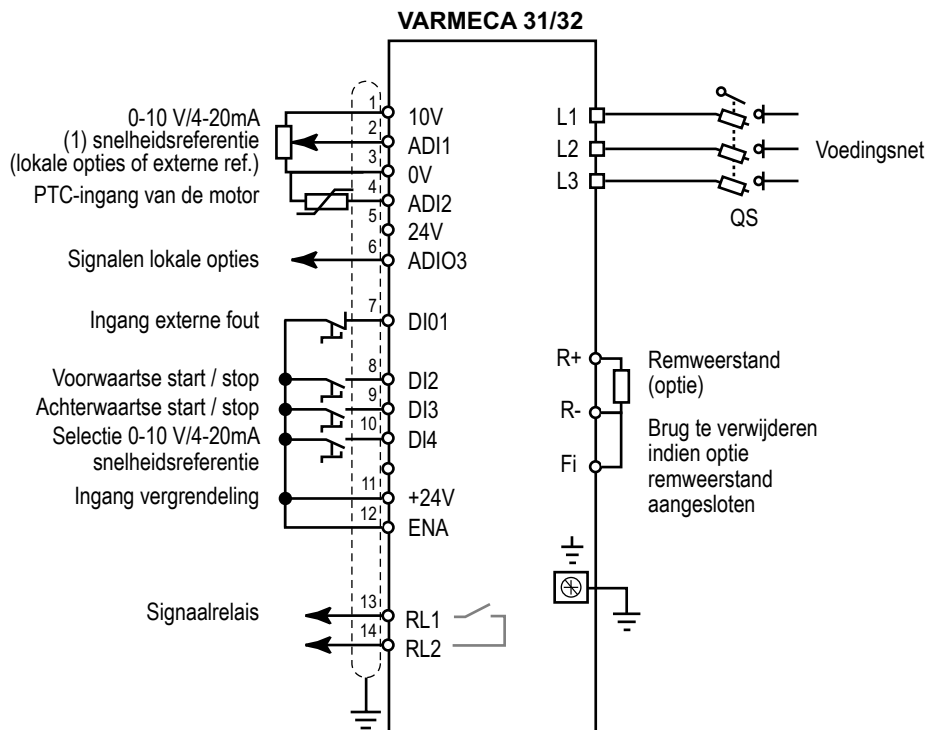 VARMECA 31/32
0-10 V/4-20mA
(1) snelheidsreferentie
(lokale opties of externe ref.)
PTC-ingang van de motor
Signalen lokale opties
Ingang externe fout
Voorwaartse start / stop
Achterwaartse start / stop
Selectie 0-10 V/4-20mA
snelheidsreferentie
Ingang vergrendeling
Signaalrelais
1 10V
2 ADI1
3 0V
4 ADI2
5 24V
6 ADIO3
7 DI01
8 DI2
9 DI3
10 DI4
11 +24V
12 ENA
13 RL1
14 RL2
L1
L2
L3
QS
Voedingsnet
R+
R-
Fi
Remweerstand
(optie)
Brug te verwijderen
indien optie
remweerstand
aangesloten